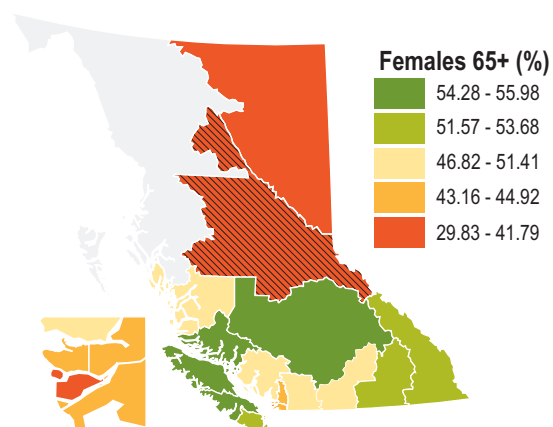 Females 65+ (%)
54.28 - 55.98
51.57 - 53.68
46.82 - 51.41
43.16 - 44.92
29.83 - 41.79